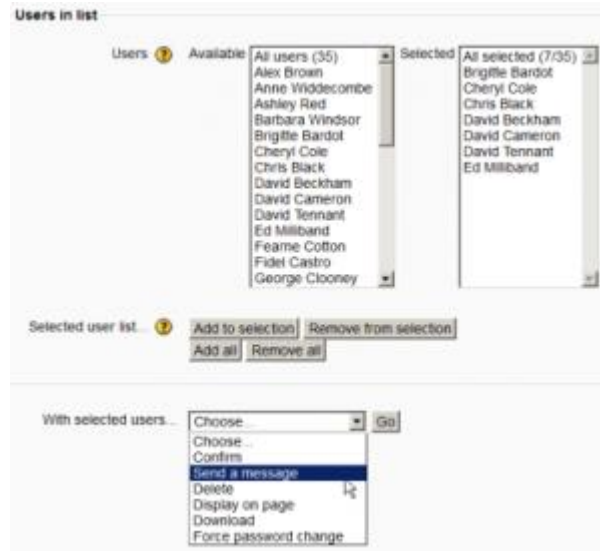 Users in list
Users
Available
All users (35)
Alex Brown
Anne Widdecombe
Ashley Red
Barbara Windsor
Brigitte Bardot
Cheryl Cole
Chris Black
David Beckham
David Cameron
David Tennant
Ed Milliband
Fearne Cotton
Fidel Castro
George Clooney
Selected
All selected (7/35)
Brigitte Bardot
Cheryl Cole
Chris Black
David Beckham
David Cameron
David Tennant
Ed Milliband
Selected user list... ?
Add to selection Remove from selection
Add all Remove all
With selected users... Choose... Go
Choose...
Confirm
Send a message
Delete
Display on page
Download
Force password change